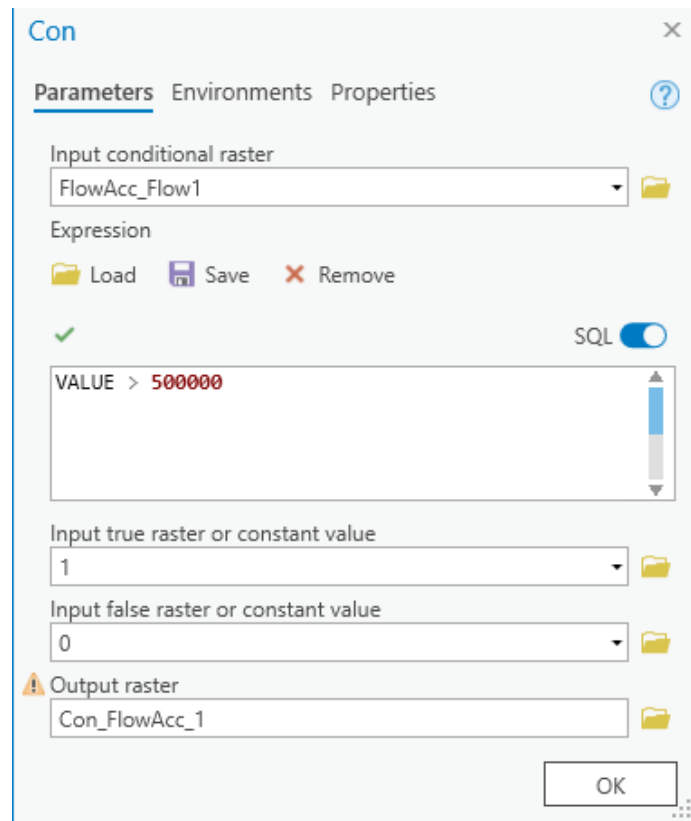 Con
Parameters Environments Properties
Input conditional raster
FlowAcc_Flow1
Expression
Load Save Remove
SQL
VALUE > 500000
Input true raster or constant value
1
Input false raster or constant value
0
Output raster
Con_FlowAcc_1
OK